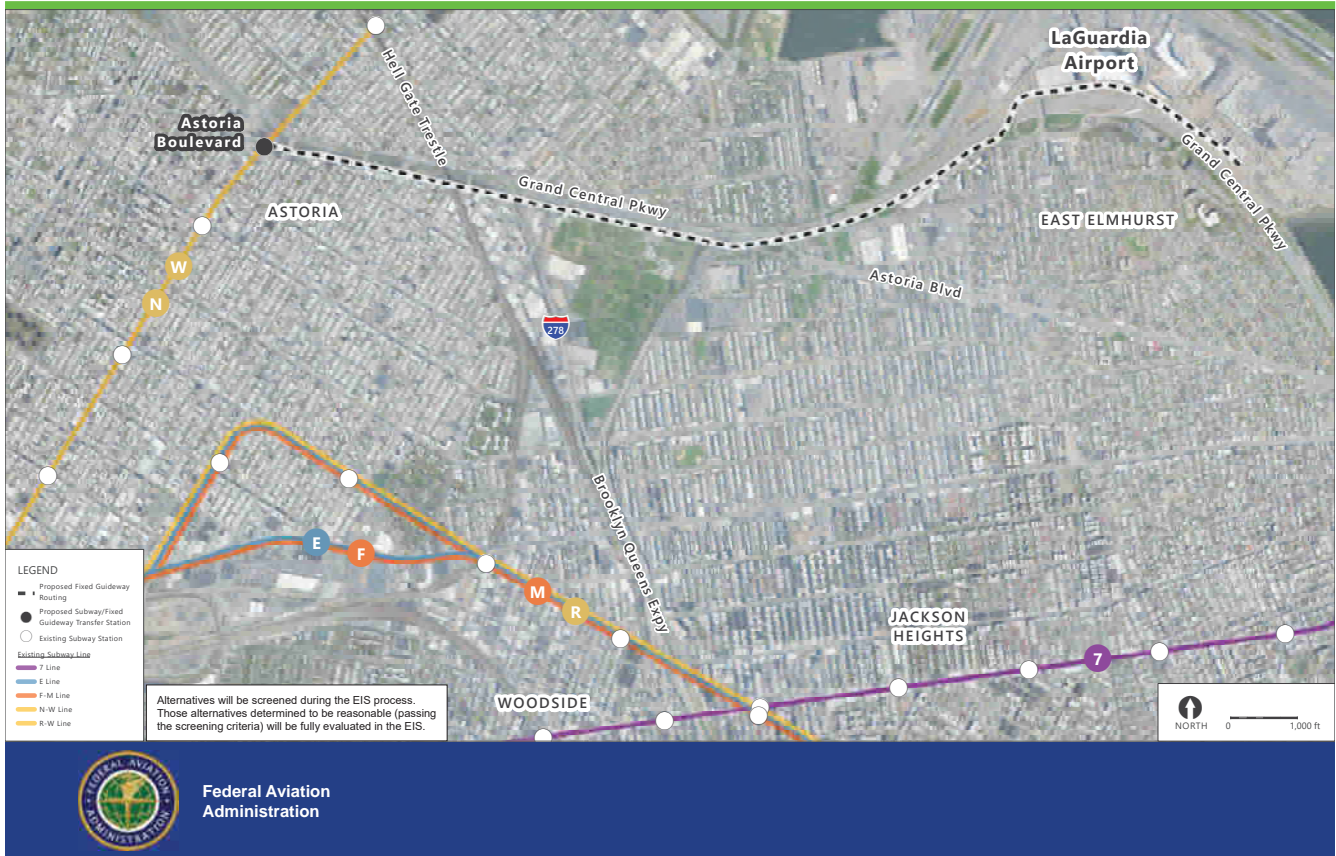 LaGuardia
Airport
Hell Gate Trestle
Astoria
Boulevard
Grand Central Pkwy
Grand Central Pkwy
ASTORIA
EAST ELMHURST
W
Astoria Blvd
N
278
Brooklyn Queens Expy
E
F
M
R
JACKSON
HEIGHTS
7
WOODSIDE
LEGEND
Proposed Fixed Guideway
Routing
Proposed Subway/Fixed
Guideway Transfer Station
Existing Subway Station
Existing Subway Line
7 Line
E Line
F-M Line
N-W Line
R-W Line
Alternatives will be screened during the EIS process.
Those alternatives determined to be reasonable (passing
the screening criteria) will be fully evaluated in the EIS.
NORTH
0 1,000 ft
FEDERAL AVIATION
ADMINISTRATION
Federal Aviation
Administration